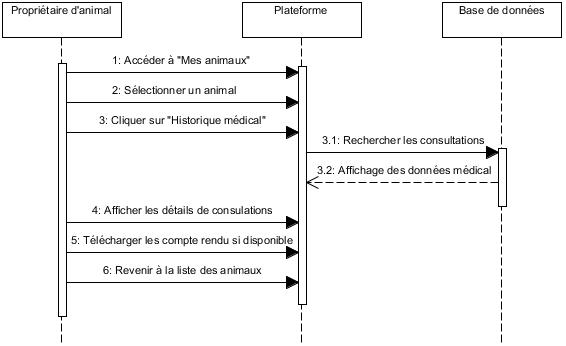 Propriétaire d'animal
Plateforme
Base de données
1: Accéder à "Mes animaux"
2: Sélectionner un animal
3: Cliquer sur "Historique médical"
3.1: Rechercher les consultations
3.2: Affichage des données médical
4: Afficher les détails de consulations
5: Télécharger les compte rendu si disponible
6: Revenir à la liste des animaux